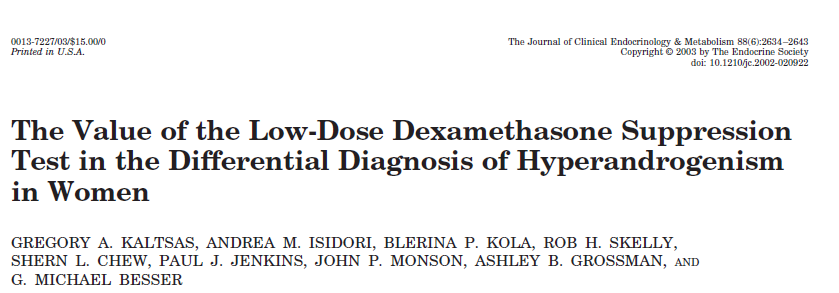 0013-7227/03/$15.00/0
Printed in U.S.A.
The Journal of Clinical Endocrinology & Metabolism 88(6):2634–2643
Copyright © 2003 by The Endocrine Society
doi: 10.1210/jc.2002-020922
The Value of the Low-Dose Dexamethasone Suppression
Test in the Differential Diagnosis of Hyperandrogenism
in Women
GREGORY A. KALTSAS, ANDREA M. ISIDORI, BLERINA P. KOLA, ROB H. SKELLY,
SHERN L. CHEW, PAUL J. JENKINS, JOHN P. MONSON, ASHLEY B. GROSSMAN, AND
G. MICHAEL BESSER